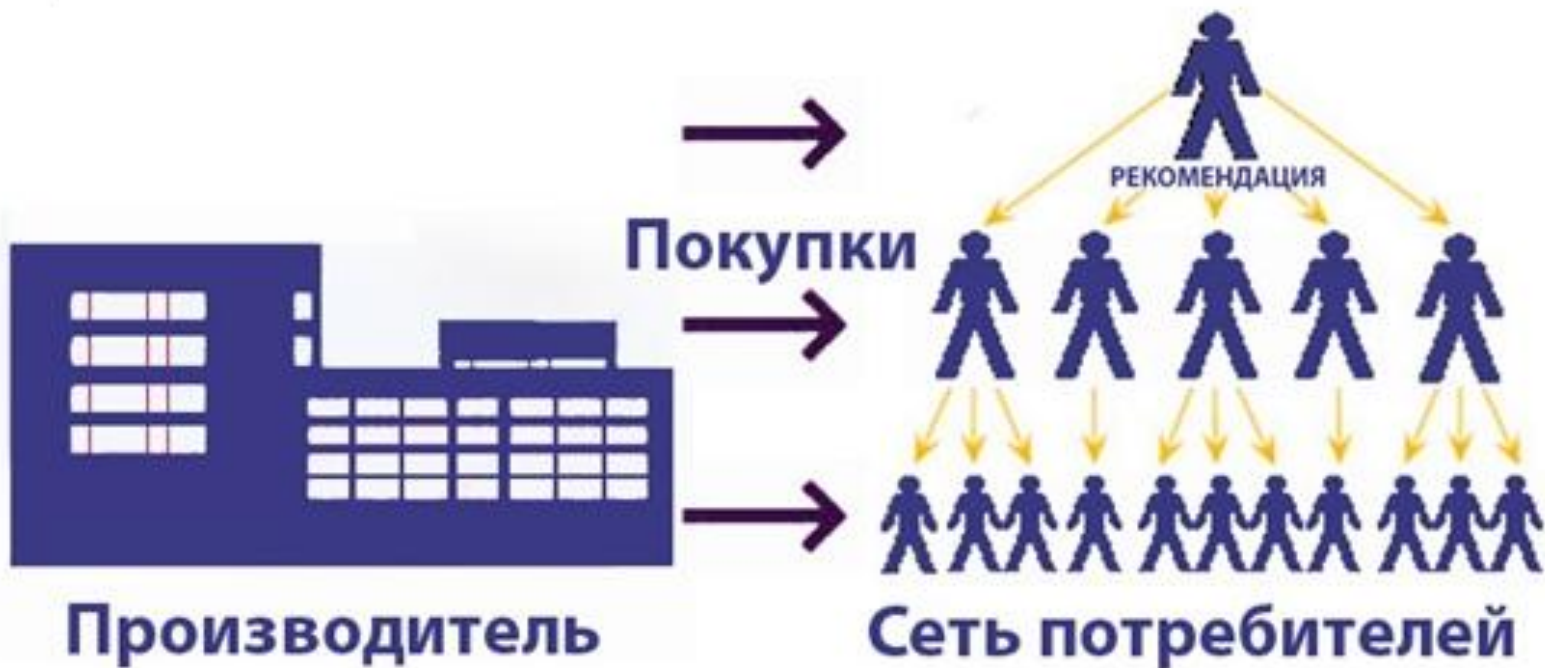 РЕКОМЕНДАЦИЯ
Покупки
Производитель
Сеть потребителей